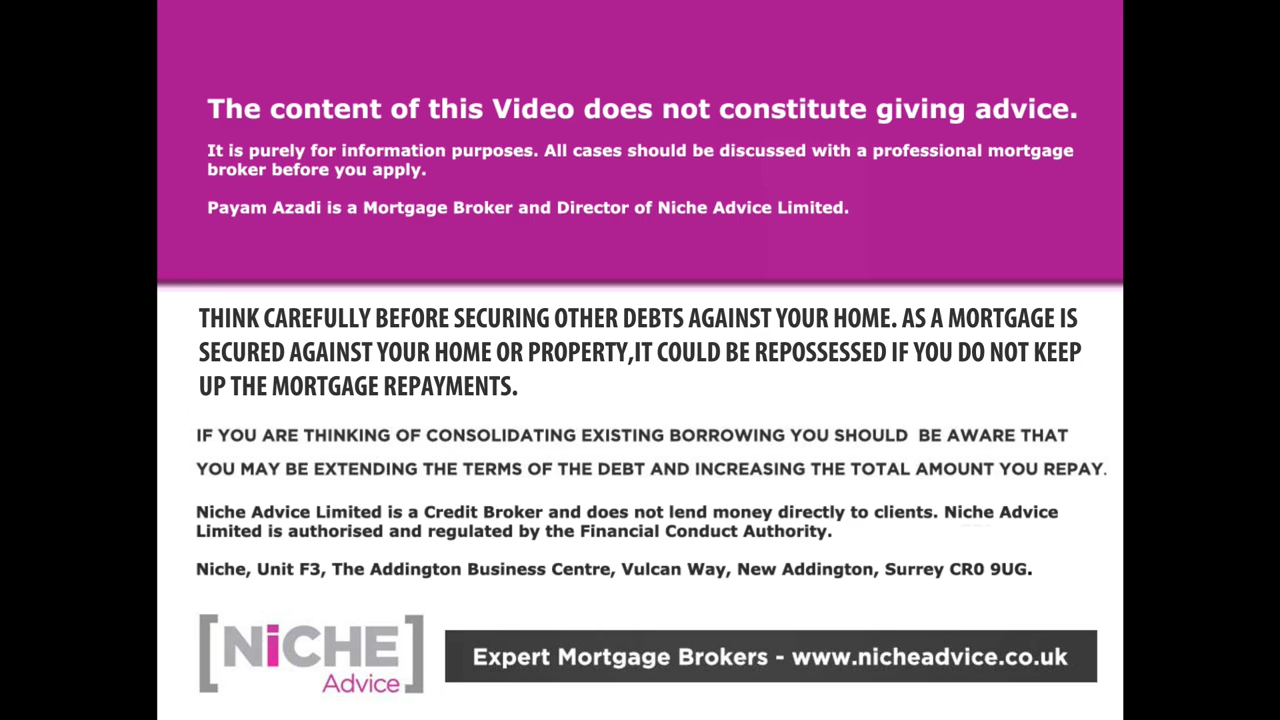 The content of this Video does not constitute giving advice.
It is purely for information purposes. All cases should be discussed with a professional mortgage
broker before you apply.
Payam Azadi is a Mortgage Broker and Director of Niche Advice Limited.
THINK CAREFULLY BEFORE SECURING OTHER DEBTS AGAINST YOUR HOME. AS A MORTGAGE IS
SECURED AGAINST YOUR HOME OR PROPERTY,IT COULD BE REPOSSESSED IF YOU DO NOT KEEP
UP THE MORTGAGE REPAYMENTS.
IF YOU ARE THINKING OF CONSOLIDATING EXISTING BORROWING YOU SHOULD  BE AWARE THAT
YOU MAY BE EXTENDING THE TERMS OF THE DEBT AND INCREASING THE TOTAL AMOUNT YOU REPAY.
Niche Advice Limited is a Credit Broker and does not lend money directly to clients. Niche Advice
Limited is authorised and regulated by the Financial Conduct Authority.
Niche, Unit F3, The Addington Business Centre, Vulcan Way, New Addington, Surrey CR0 9UG.
[NiCHE
Advice]
Expert Mortgage Brokers - www.nicheadvice.co.uk